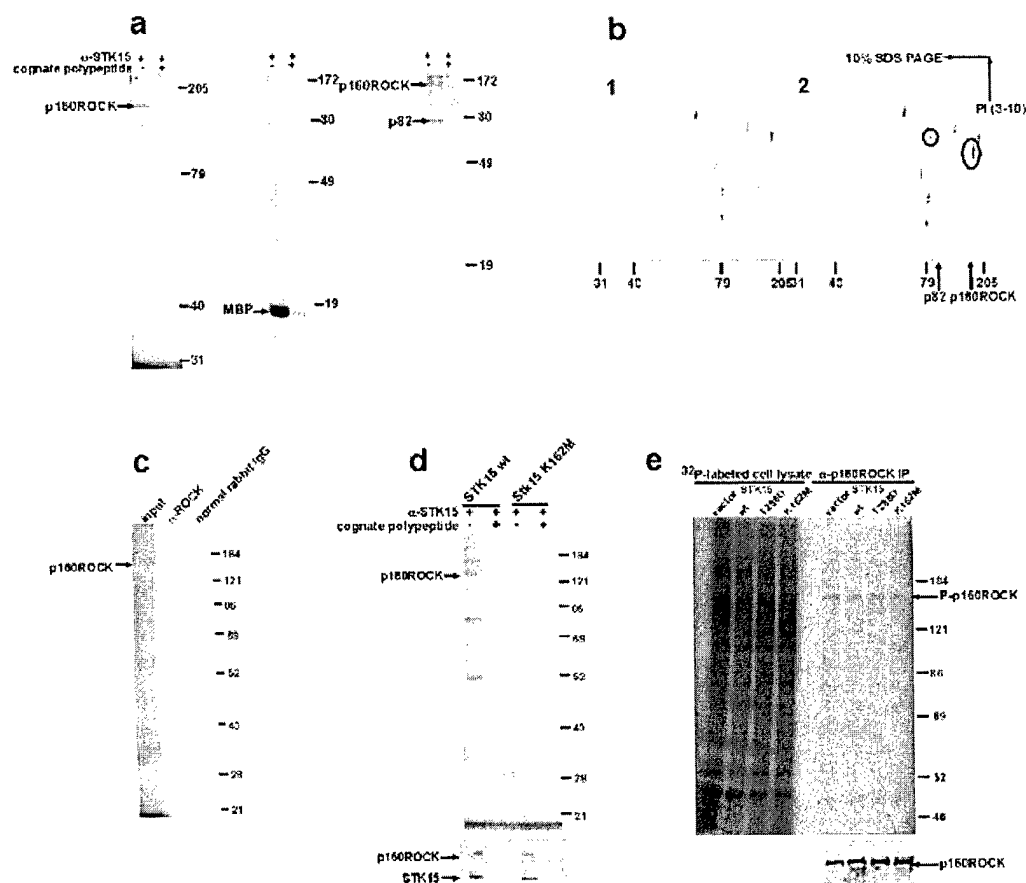 a
α-STK15 + +
cognate polypeptide - +
p160ROCK
205
79
40
31
+ +
- +
172
80
49
19
MBP
+ +
- +
p160ROCK
p82
172
80
49
19
b
10% SDS PAGE
PI (3-10)
1
2
31 40 79 205
31 40 79 205
p82 p160ROCK
c
input
α-ROCK
normal rabbit IgG
p160ROCK
184
121
86
69
52
40
28
21
d
STK15 wt
Stk15 K162M
α-STK15 + + + +
cognate polypeptide - + - +
p160ROCK
184
121
86
69
52
40
28
21
p160ROCK
STK15
e
32P-labeled cell lysate
α-p160ROCK IP
STK15
STK15
vector wt K162M
vector wt K162M
184
P-p160ROCK
121
86
69
52
46
p160ROCK